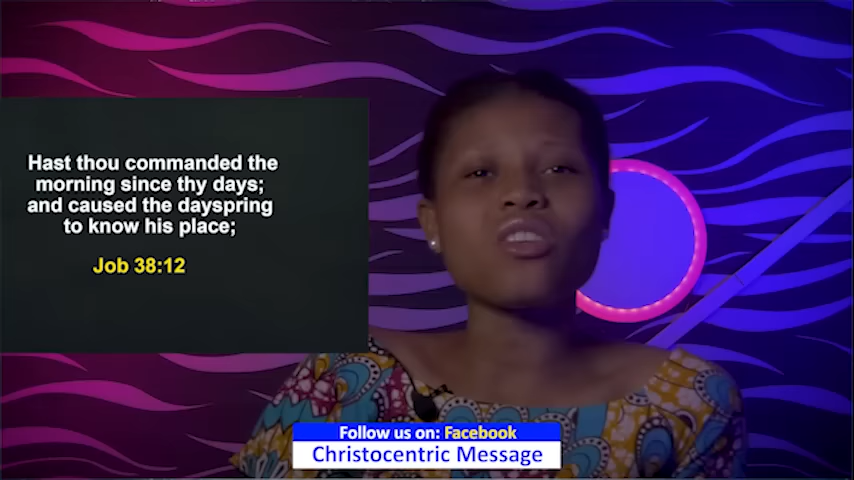 Hast thou commanded the
morning since thy days;
and caused the dayspring
to know his place;
Job 38:12
Follow us on: Facebook
Christocentric Message